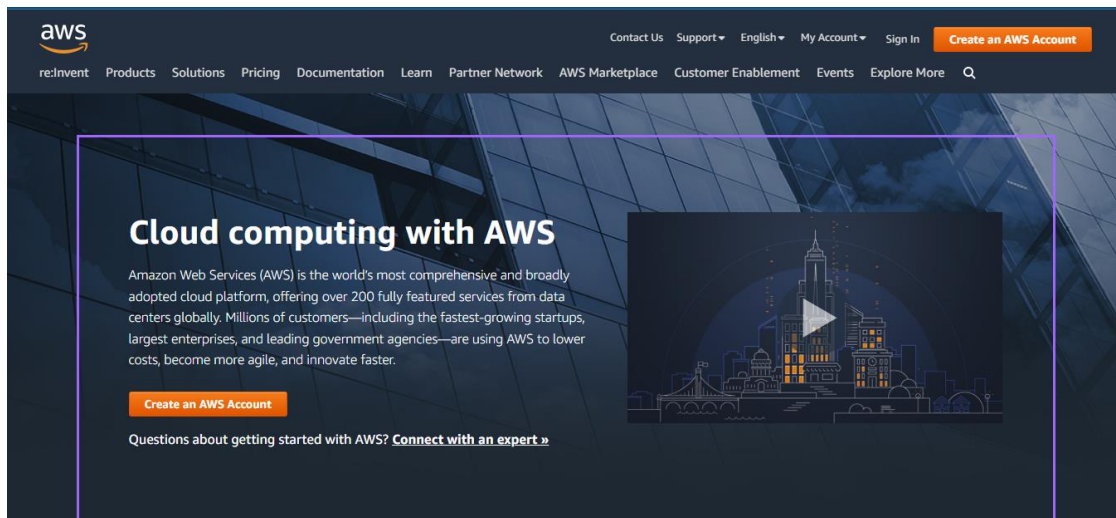 aws
Contact Us Support English My Account Sign In Create an AWS Account
re:Invent Products Solutions Pricing Documentation Learn Partner Network AWS Marketplace Customer Enablement Events Explore More
Cloud computing with AWS
Amazon Web Services (AWS) is the world's most comprehensive and broadly
adopted cloud platform, offering over 200 fully featured services from data
centers globally. Millions of customers—including the fastest-growing startups,
largest enterprises, and leading government agencies—are using AWS to lower
costs, become more agile, and innovate faster.
Create an AWS Account
Questions about getting started with AWS? Connect with an expert »